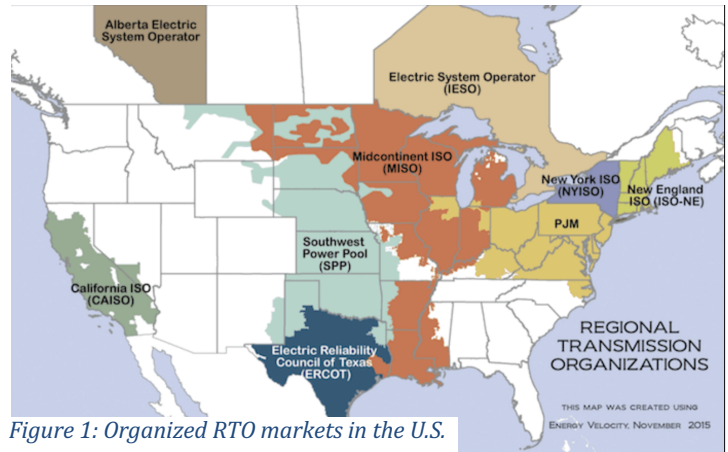 Alberta Electric
System Operator
Electric System Operator
(IESO)
Midcontinent ISO
(MISO)
New York ISO
(NYISO)
New England
ISO (ISO-NE)
PJM
Southwest
Power Pool
(SPP)
California ISO
(CAISO)
Electric Reliability
Council of Texas
(ERCOT)
REGIONAL
TRANSMISSION
ORGANIZATIONS
THIS MAP WAS CREATED USING
ENERGY VELOCITY, NOVEMBER 2015
Figure 1: Organized RTO markets in the U.S.